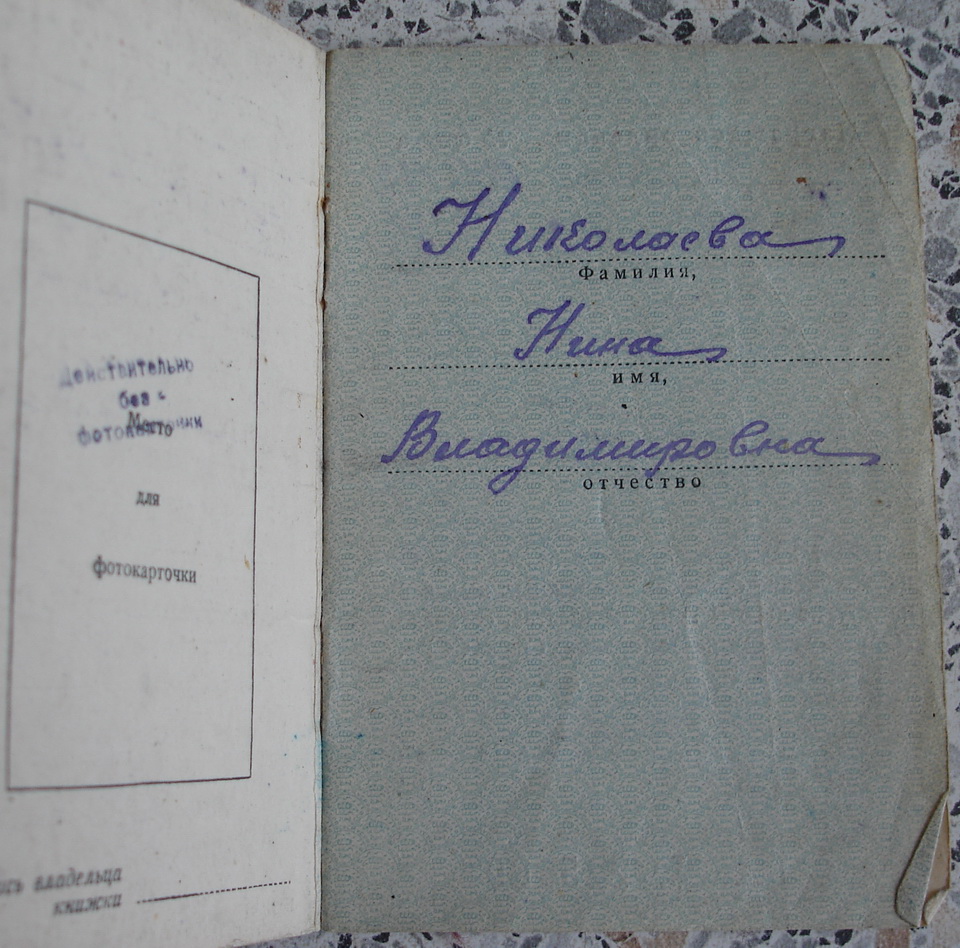 Действительно
без
фотокарточки
Место
для
фотокарточки
владельца
книжки
Николаева
Фамилия,
Нина
имя,
Владимировна
отчество